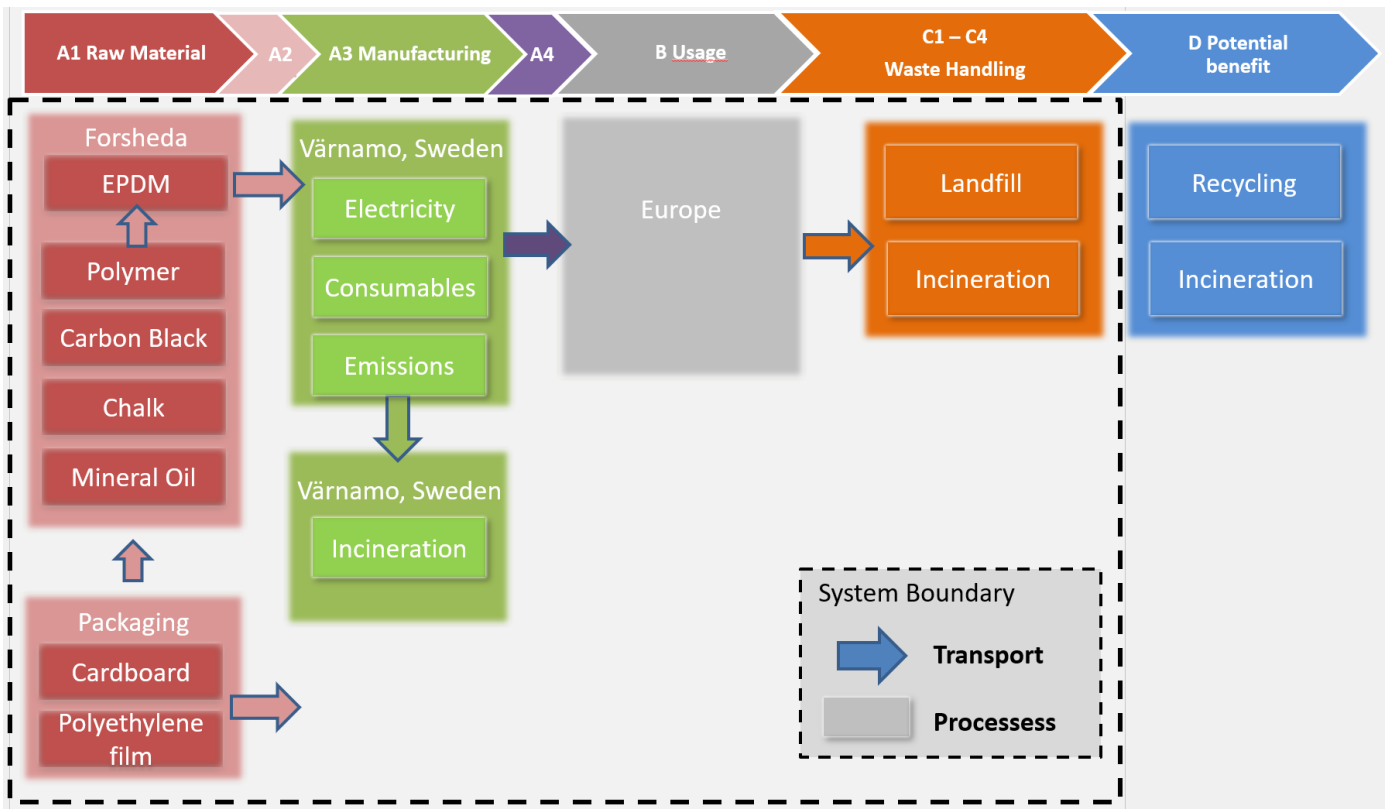 A1 Raw Material
A2
A3 Manufacturing
A4
B Usage
C1 – C4
Waste Handling
D Potential
benefit
Forsheda
EPDM
Polymer
Carbon Black
Chalk
Mineral Oil
Packaging
Cardboard
Polyethylene
film
Värnamo, Sweden
Electricity
Consumables
Emissions
Värnamo, Sweden
Incineration
Europe
Landfill
Incineration
Recycling
Incineration
System Boundary
Transport
Processess